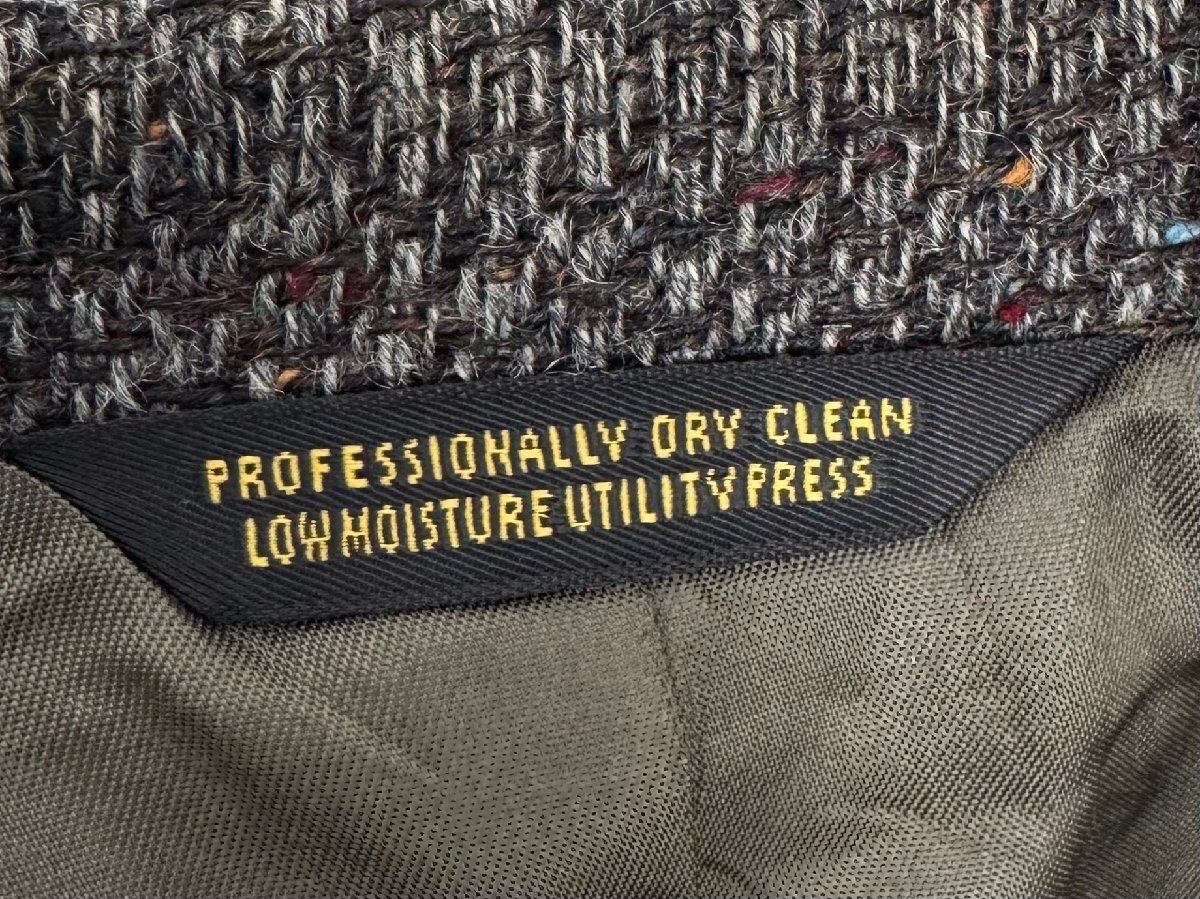 PROFESSIONALLY DRY CLEAN
LOW MOISTURE UTILITY PRESS